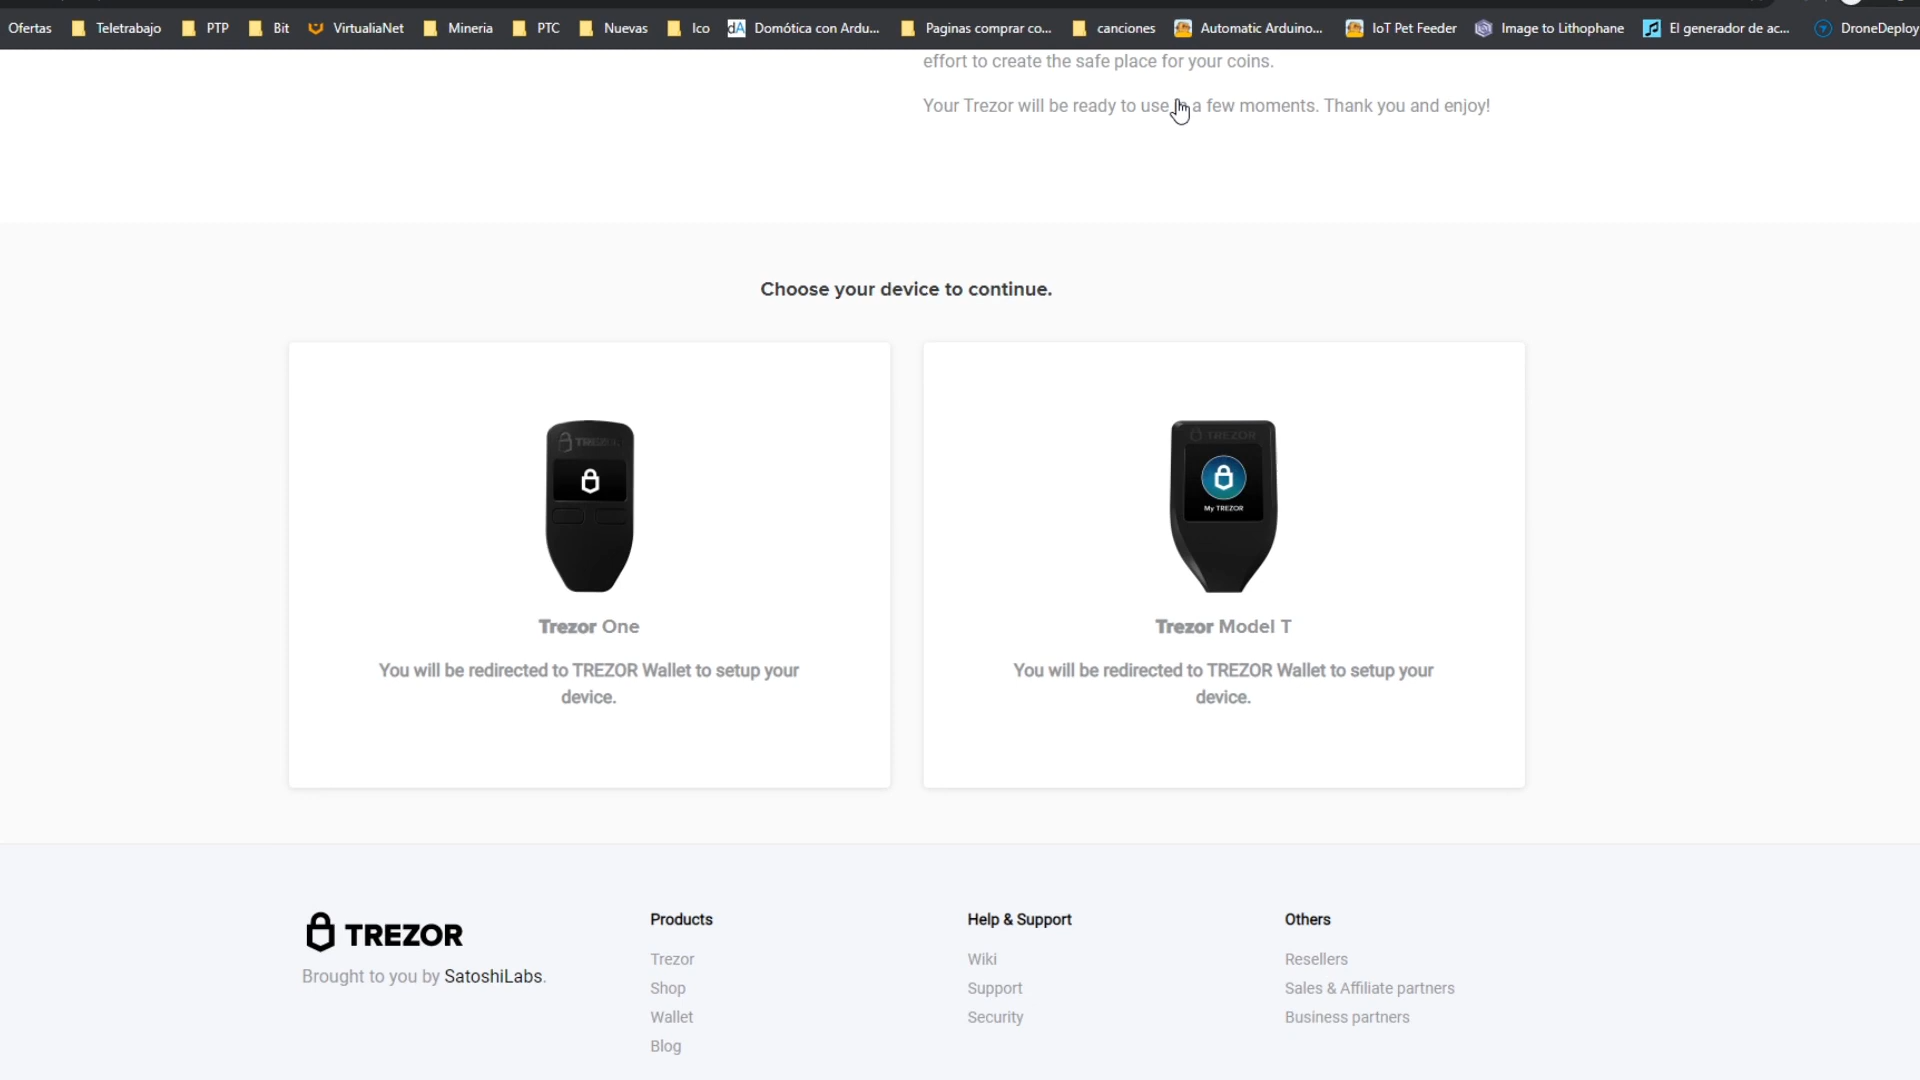 Ofertas Teletrabajo PTP Bit VirtualiaNet Mineria PTC Nuevas Ico dA Domótica con Ardu... Paginas comprar co... canciones Automatic Arduino... IoT Pet Feeder Image to Lithophane El generador de ac... DroneDeploy
effort to create the safe place for your coins.
Your Trezor will be ready to use a few moments. Thank you and enjoy!
Choose your device to continue.
TREZOR
TREZOR
My TREZOR
Trezor One
Trezor Model T
You will be redirected to TREZOR Wallet to setup your
device.
You will be redirected to TREZOR Wallet to setup your
device.
TREZOR
Brought to you by SatoshiLabs.
Products
Trezor
Shop
Wallet
Blog
Help & Support
Wiki
Support
Security
Others
Resellers
Sales & Affiliate partners
Business partners